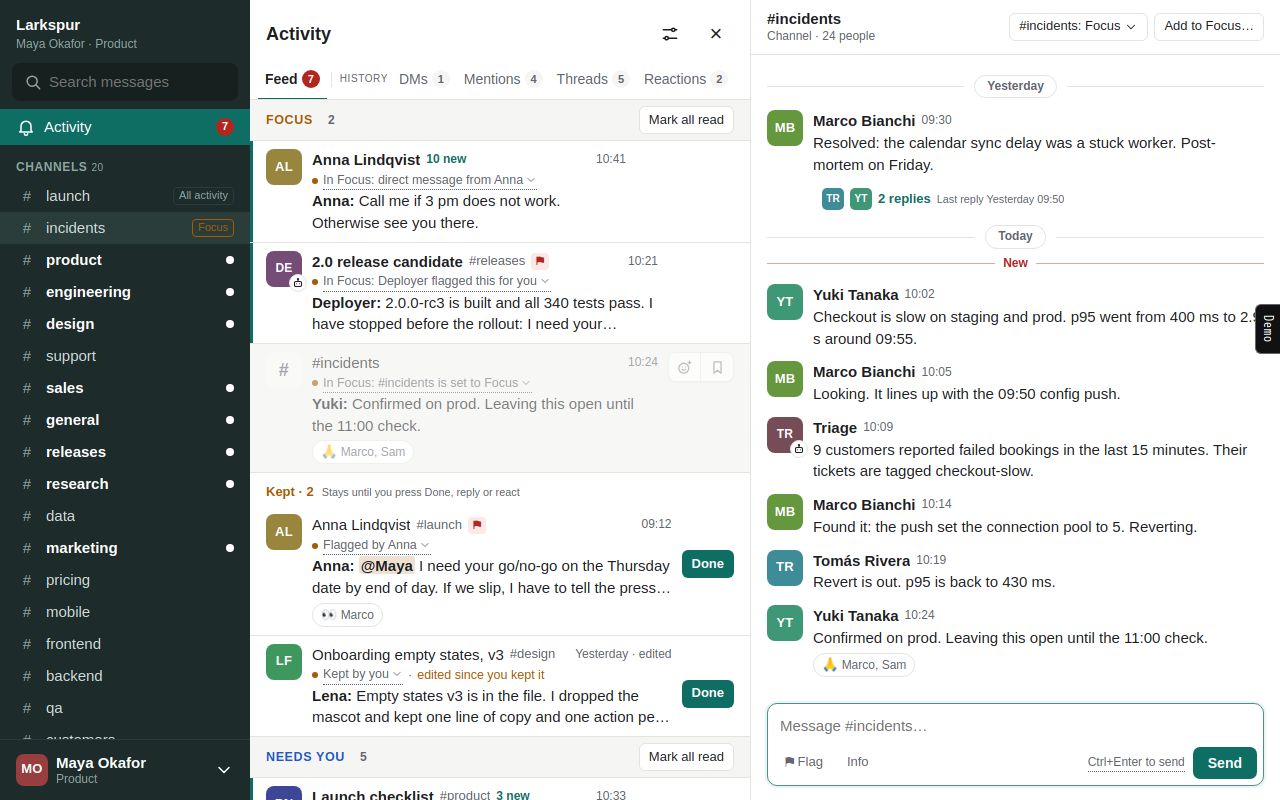 Larkspur
Maya Okafor · Product
Search messages
Activity
7
CHANNELS 20
# launch All activity
# incidents Focus
# product
# engineering
# design
# support
# sales
# general
# releases
# research
# data
# marketing
# pricing
# mobile
# frontend
# backend
# qa
MO
Maya Okafor
Product
Activity
Feed 7
HISTORY
DMs 1
Mentions 4
Threads 5
Reactions 2
FOCUS 2
Mark all read
AL
Anna Lindqvist 10 new 10:41
In Focus: direct message from Anna
Anna: Call me if 3 pm does not work.
Otherwise see you there.
DE
2.0 release candidate #releases 10:21
In Focus: Deployer flagged this for you
Deployer: 2.0.0-rc3 is built and all 340 tests pass. I
have stopped before the rollout: I need your…
#
#incidents 10:24
In Focus: #incidents is set to Focus
Yuki: Confirmed on prod. Leaving this open until
the 11:00 check.
🙏 Marco, Sam
Kept · 2 Stays until you press Done, reply or react
AL
Anna Lindqvist #launch 09:12
Flagged by Anna
Anna: @Maya I need your go/no-go on the Thursday
date by end of day. If we slip, I have to tell the press…
Done
👀 Marco
LF
Onboarding empty states, v3 #design Yesterday · edited
Kept by you · edited since you kept it
Lena: Empty states v3 is in the file. I dropped the
mascot and kept one line of copy and one action pe…
Done
NEEDS YOU 5
Mark all read
Launch checklist #product 3 new 10:33
#incidents
Channel · 24 people
#incidents: Focus
Add to Focus…
Yesterday
MB
Marco Bianchi 09:30
Resolved: the calendar sync delay was a stuck worker. Post-
mortem on Friday.
TR YT 2 replies Last reply Yesterday 09:50
Today
New
YT
Yuki Tanaka 10:02
Checkout is slow on staging and prod. p95 went from 400 ms to
s around 09:55.
MB
Marco Bianchi 10:05
Looking. It lines up with the 09:50 config push.
TR
Triage 10:09
9 customers reported failed bookings in the last 15 minutes. Their
tickets are tagged checkout-slow.
MB
Marco Bianchi 10:14
Found it: the push set the connection pool to 5. Reverting.
TR
Tomás Rivera 10:19
Revert is out. p95 is back to 430 ms.
YT
Yuki Tanaka 10:24
Confirmed on prod. Leaving this open until the 11:00 check.
🙏 Marco, Sam
Message #incidents…
Flag
Info
Ctrl+Enter to send
Send
Demo